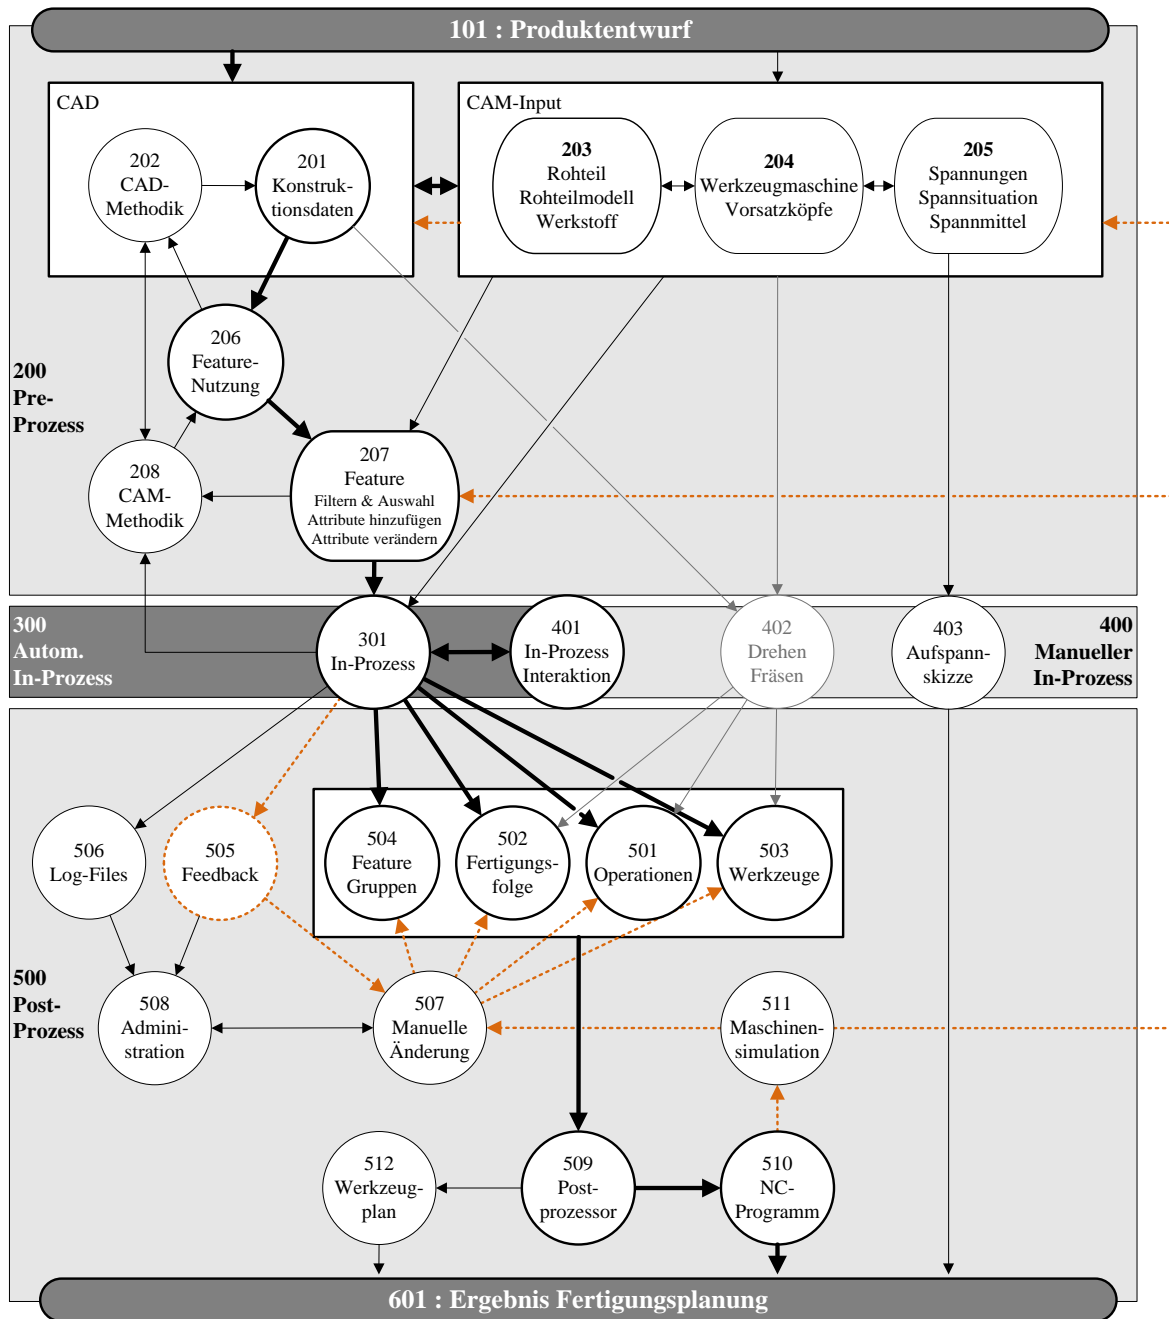 101 : Produktentwurf
CAD
CAM-Input
202
CAD-
Methodik
201
Konstruk-
tionsdaten
203
Rohteil
Rohteilmodell
Werkstoff
204
Werkzeugmaschine
Vorsatzköpfe
205
Spannungen
Spannsituation
Spannmittel
206
Feature-
Nutzung
200
Pre-
Prozess
208
CAM-
Methodik
207
Feature
Filtern & Auswahl
Attribute hinzufügen
Attribute verändern
300
Autom.
In-Prozess
301
In-Prozess
401
In-Prozess
Interaktion
402
Drehen
Fräsen
403
Aufspann-
skizze
400
Manueller
In-Prozess
506
Log-Files
505
Feedback
504
Feature
Gruppen
502
Fertigungs-
folge
501
Operationen
503
Werkzeuge
500
Post-
Prozess
508
Admini-
stration
507
Manuelle
Änderung
511
Maschinen-
simulation
512
Werkzeug-
plan
509
Post-
prozessor
510
NC-
Programm
601 : Ergebnis Fertigungsplanung